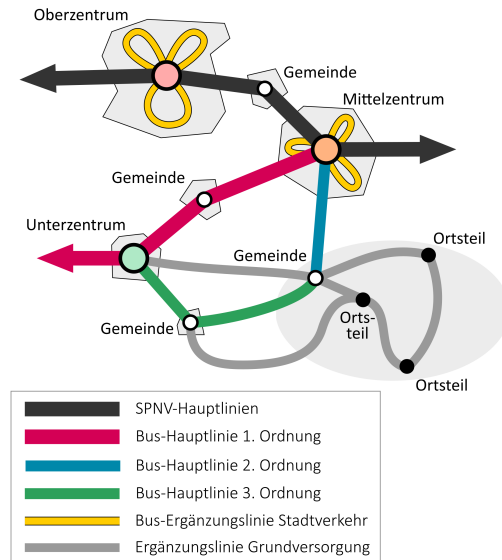 Oberzentrum
Gemeinde
Mittelzentrum
Gemeinde
Unterzentrum
Gemeinde
Ortsteil
Gemeinde
Orts-
teil
Ortsteil
SPNV-Hauptlinien
Bus-Hauptlinie 1. Ordnung
Bus-Hauptlinie 2. Ordnung
Bus-Hauptlinie 3. Ordnung
Bus-Ergänzungslinie Stadtverkehr
Ergänzungslinie Grundversorgung